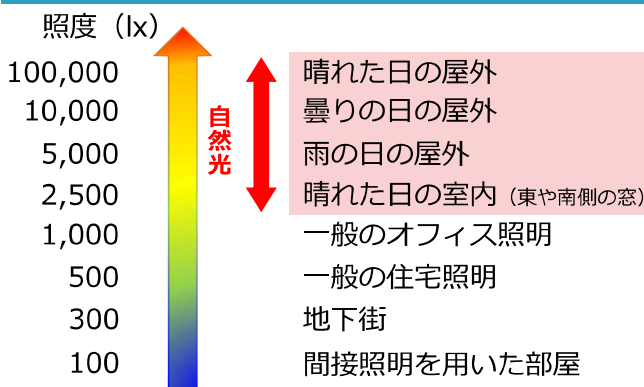 照度（lx）
100,000 晴れた日の屋外
10,000 曇りの日の屋外
5,000 雨の日の屋外
2,500 晴れた日の室内（東や南側の窓）
自然光
1,000 一般のオフィス照明
500 一般の住宅照明
300 地下街
100 間接照明を用いた部屋